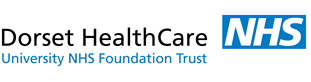 Dorset HealthCare NHS
University NHS Foundation Trust